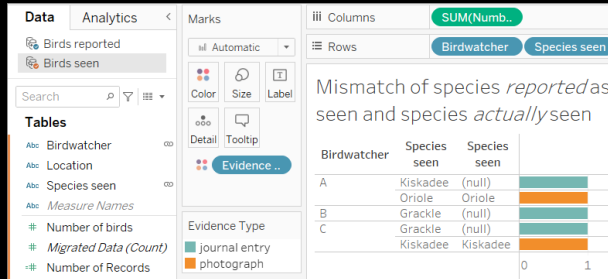 Data
Analytics
Birds reported
Birds seen
Search
Tables
Abc Birdwatcher
Abc Location
Abc Species seen
Abc Measure Names
# Number of birds
# Migrated Data (Count)
=# Number of Records
Marks
Automatic
Color Size Label
Detail Tooltip
Evidence ..
Evidence Type
journal entry
photograph
iii Columns SUM(Numb..
Rows Birdwatcher Species seen
Mismatch of species reported as
seen and species actually seen
Birdwatcher Species seen Species seen
A Kiskadee (null)
Oriole Oriole
B Grackle (null)
C Grackle (null)
Kiskadee Kiskadee
0 1